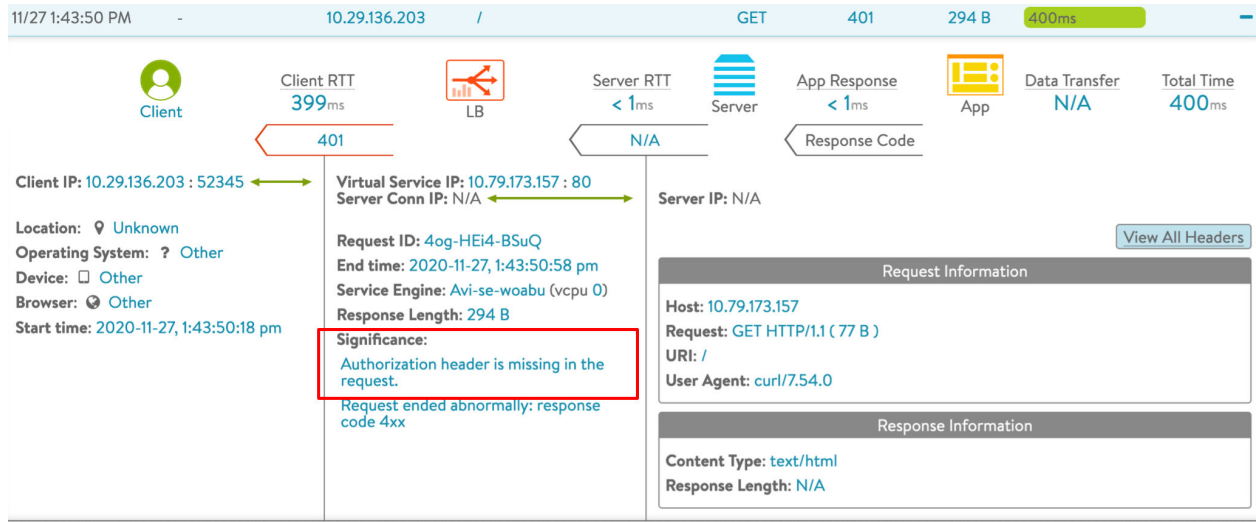 11/27 1:43:50 PM - 10.29.136.203 / GET 401 294 B 400ms
Client
Client RTT
399ms
LB
Server RTT
< 1ms
Server
App Response
< 1ms
App
Data Transfer
N/A
Total Time
400ms
401
N/A
Response Code
Client IP: 10.29.136.203 : 52345
Location: Unknown
Operating System: ? Other
Device: Other
Browser: Other
Start time: 2020-11-27, 1:43:50:18 pm
Virtual Service IP: 10.79.173.157 : 80
Server Conn IP: N/A
Request ID: 4og-HEi4-BSuQ
End time: 2020-11-27, 1:43:50:58 pm
Service Engine: Avi-se-woabu (vcpu 0)
Response Length: 294 B
Significance:
Authorization header is missing in the
request.
Request ended abnormally: response
code 4xx
Server IP: N/A
View All Headers
Request Information
Host: 10.79.173.157
Request: GET HTTP/1.1 ( 77 B )
URI: /
User Agent: curl/7.54.0
Response Information
Content Type: text/html
Response Length: N/A